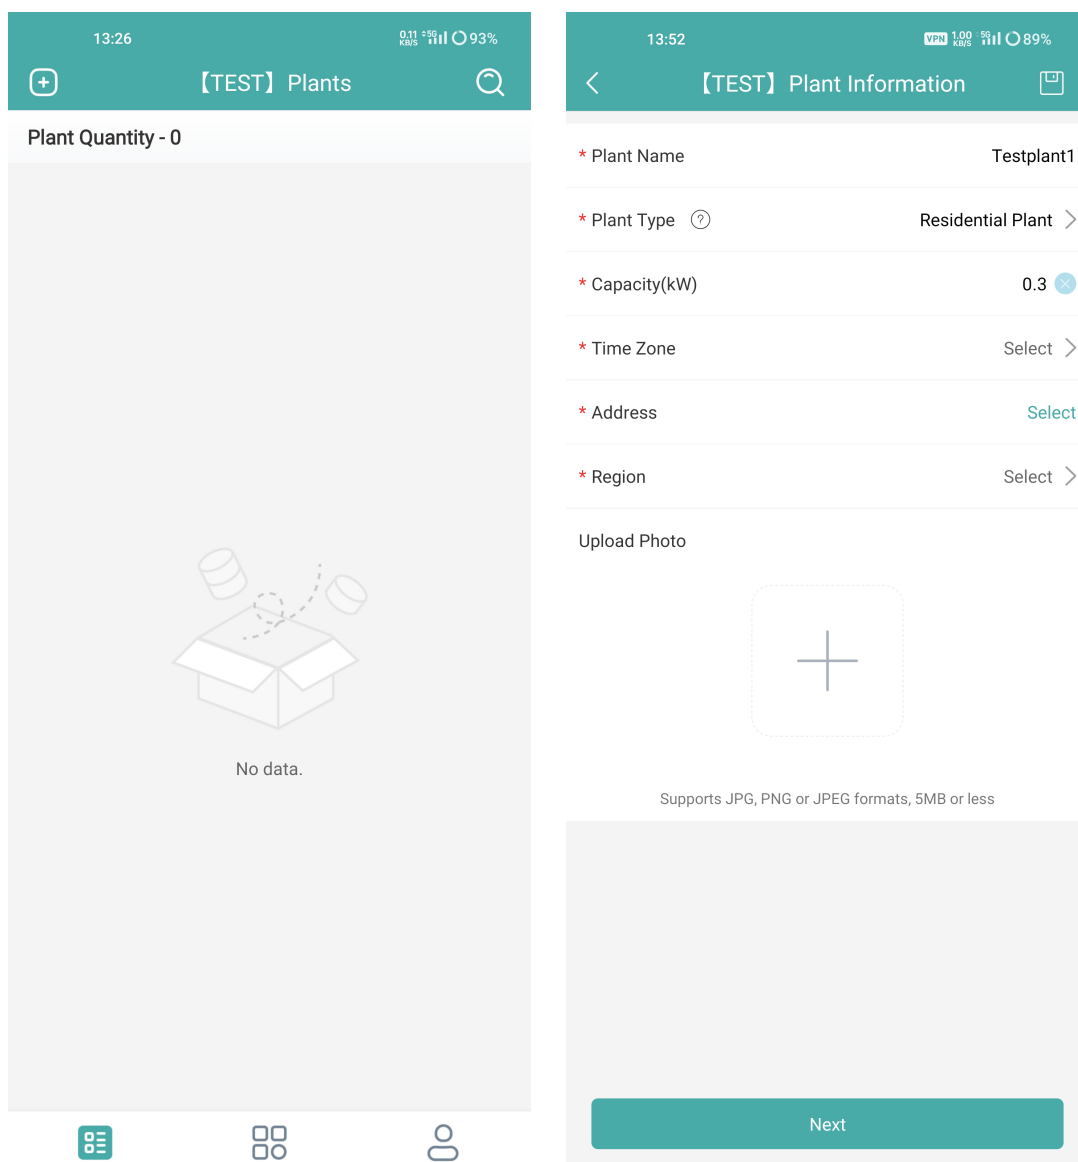 13:26
0.11 KB/S 5G 93%
【TEST】Plants
Plant Quantity - 0
No data.
13:52
VPN 1.00 KB/S 5G 89%
【TEST】Plant Information
* Plant Name Testplant1
* Plant Type ? Residential Plant
* Capacity(kW) 0.3
* Time Zone Select
* Address Select
* Region Select
Upload Photo
Supports JPG, PNG or JPEG formats, 5MB or less
Next